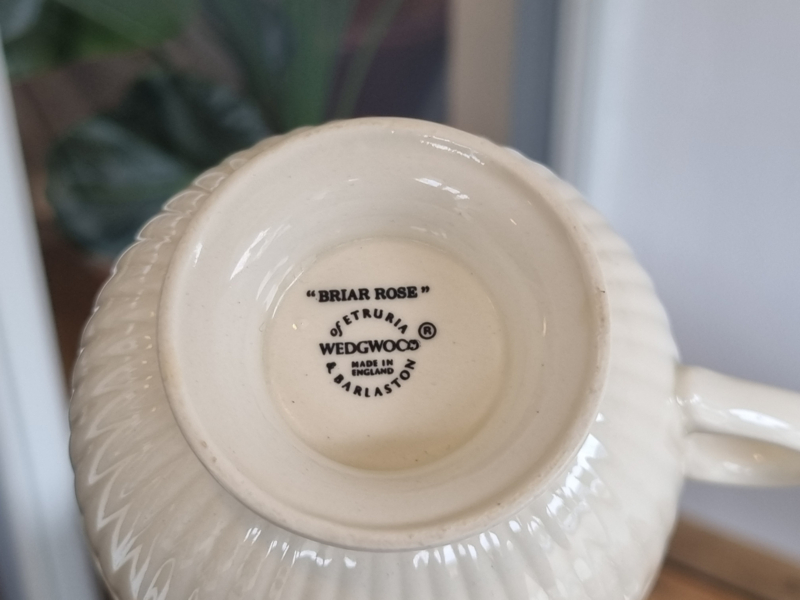 “BRIAR ROSE”
of ETRURIA
WEDGWOOD ®
MADE IN
ENGLAND
& BARLASTON